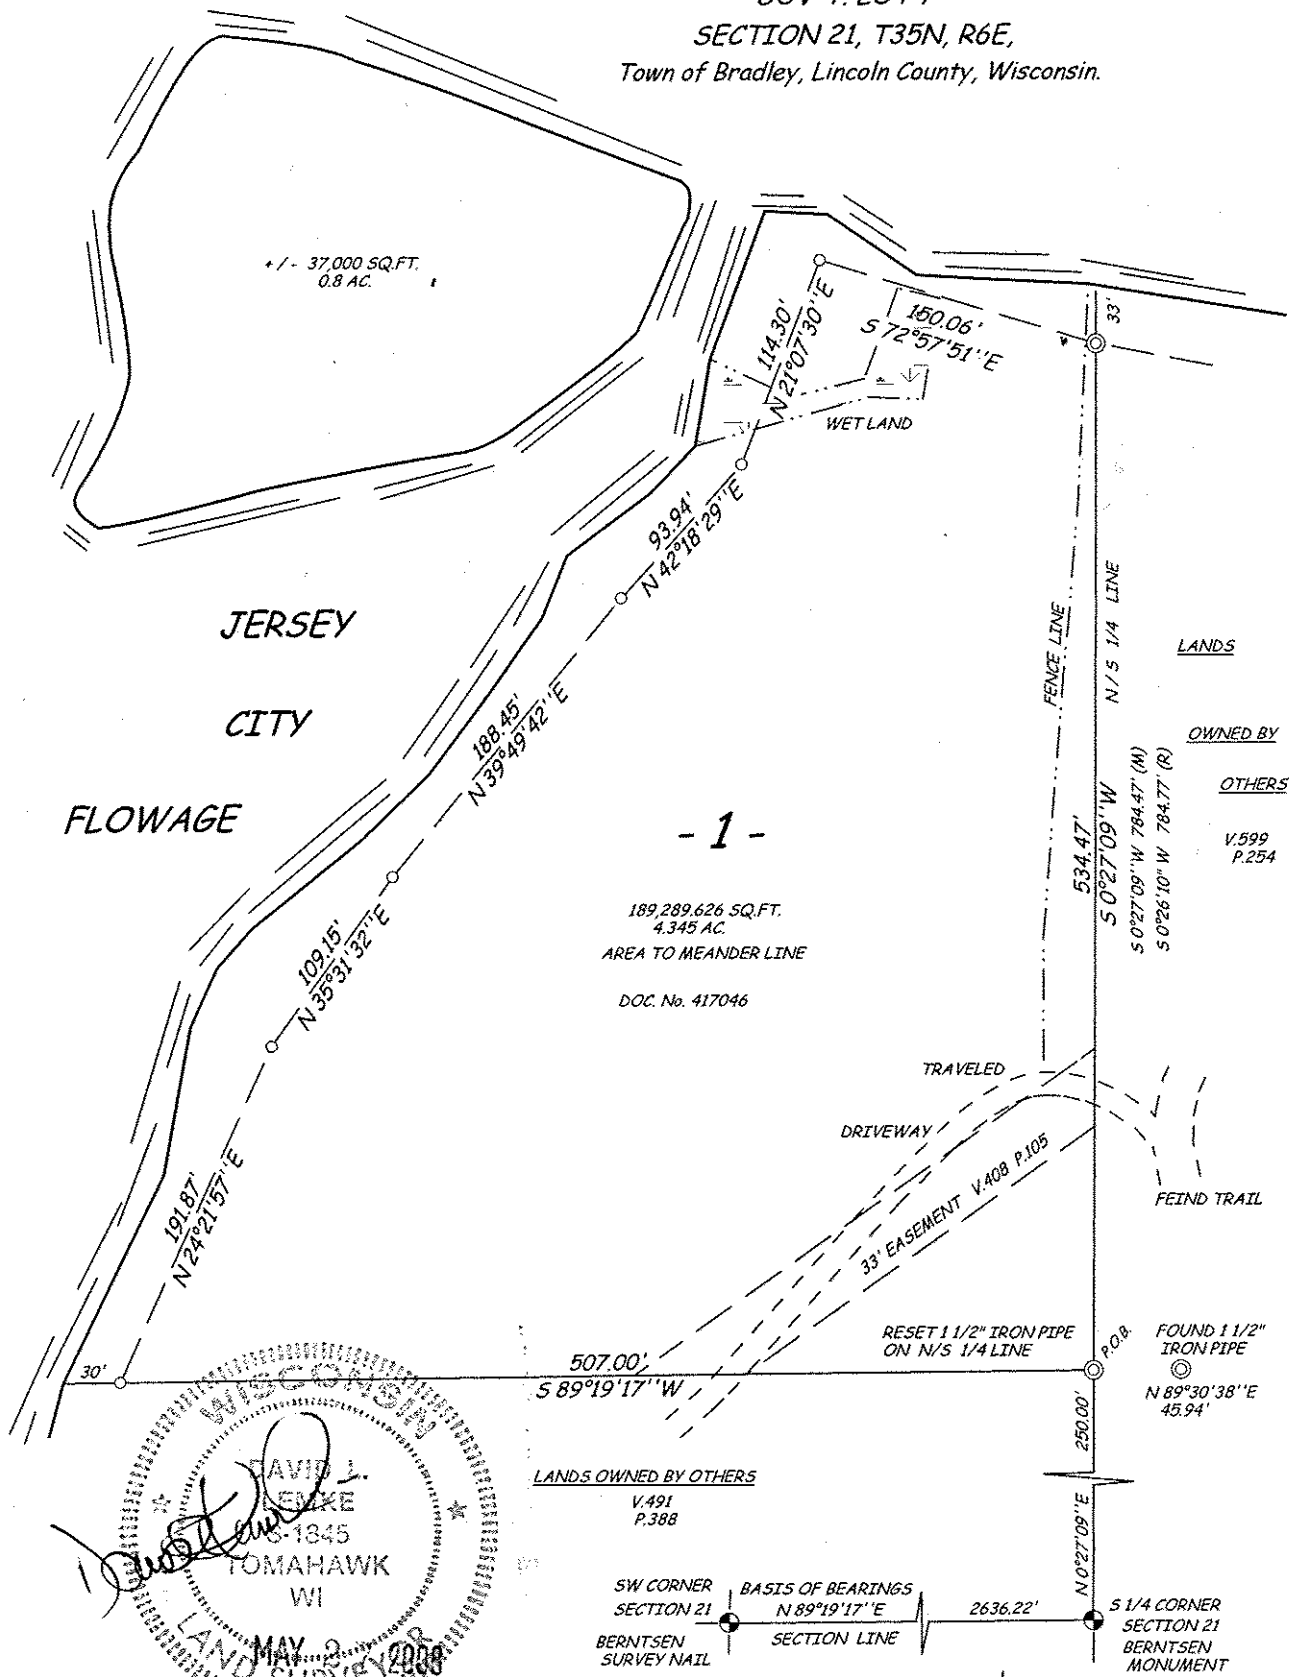 SECTION 21, T35N, R6E,
Town of Bradley, Lincoln County, Wisconsin.
+/- 37,000 SQ.FT.
0.8 AC.
33'
150.06'
S 72°57'51''E
114.30'
N 21°07'30''E
WETLAND
93.94'
N 42°18'29''E
JERSEY
CITY
FLOWAGE
188.45'
N 39°49'42''E
FENCE LINE
N/S 1/4 LINE
534.47'
S 0°27'09''W
S 0°27'09''W 784.47' (M)
S 0°26'10''W 784.77' (R)
LANDS
OWNED BY
OTHERS
V.599
P.254
- 1 -
189,289.626 SQ.FT.
4.345 AC.
AREA TO MEANDER LINE
DOC. No. 417046
109.15'
N 35°31'32''E
TRAVELED
DRIVEWAY
33' EASEMENT V.408 P.105
FEIND TRAIL
191.87'
N 24°21'57''E
RESET 1 1/2" IRON PIPE
ON N/S 1/4 LINE
P.O.B.
FOUND 1 1/2"
IRON PIPE
N 89°30'38''E
45.94'
30'
507.00'
S 89°19'17''W
250.00'
N 0°27'09''E
WISCONSIN
DAVID L.
LEMKE
S-1345
TOMAHAWK
WI
LAND SURVEYOR
MAY 2 2008
LANDS OWNED BY OTHERS
V.491
P.388
SW CORNER
SECTION 21
BERNTSEN
SURVEY NAIL
BASIS OF BEARINGS
N 89°19'17''E
SECTION LINE
2636.22'
S 1/4 CORNER
SECTION 21
BERNTSEN
MONUMENT